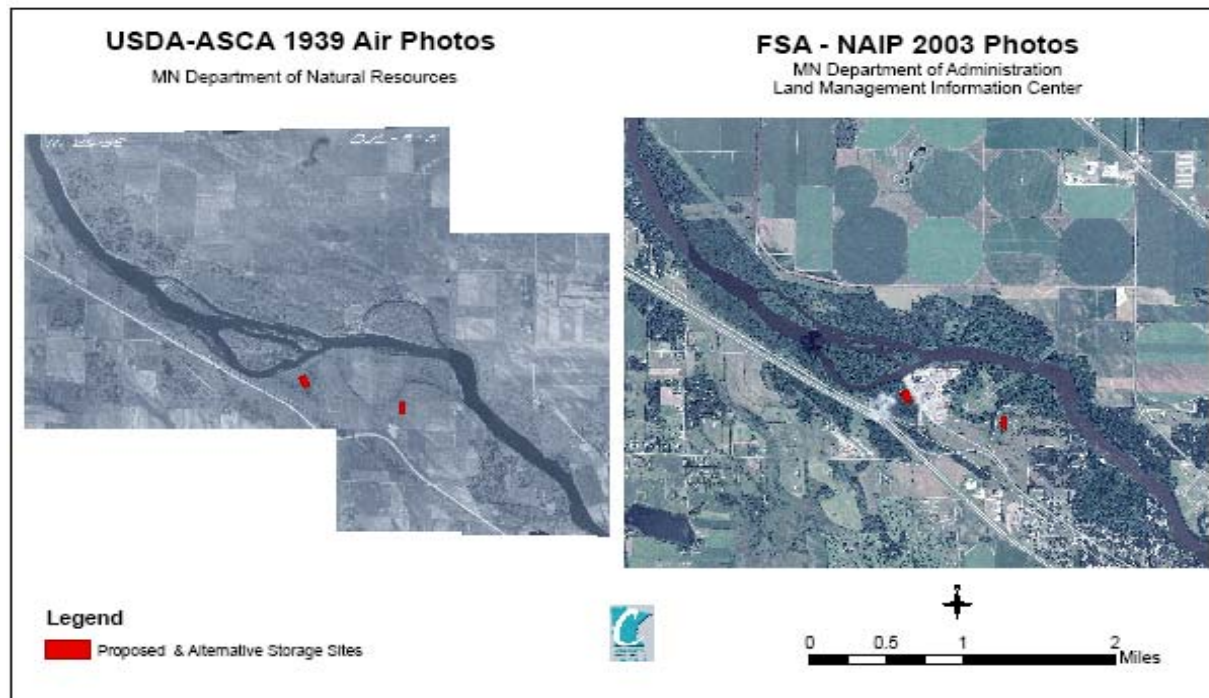 USDA-ASCA 1939 Air Photos
MN Department of Natural Resources
FSA - NAIP 2003 Photos
MN Department of Administration
Land Management Information Center
Legend
Proposed & Alternative Storage Sites
0 0.5 1 2
Miles